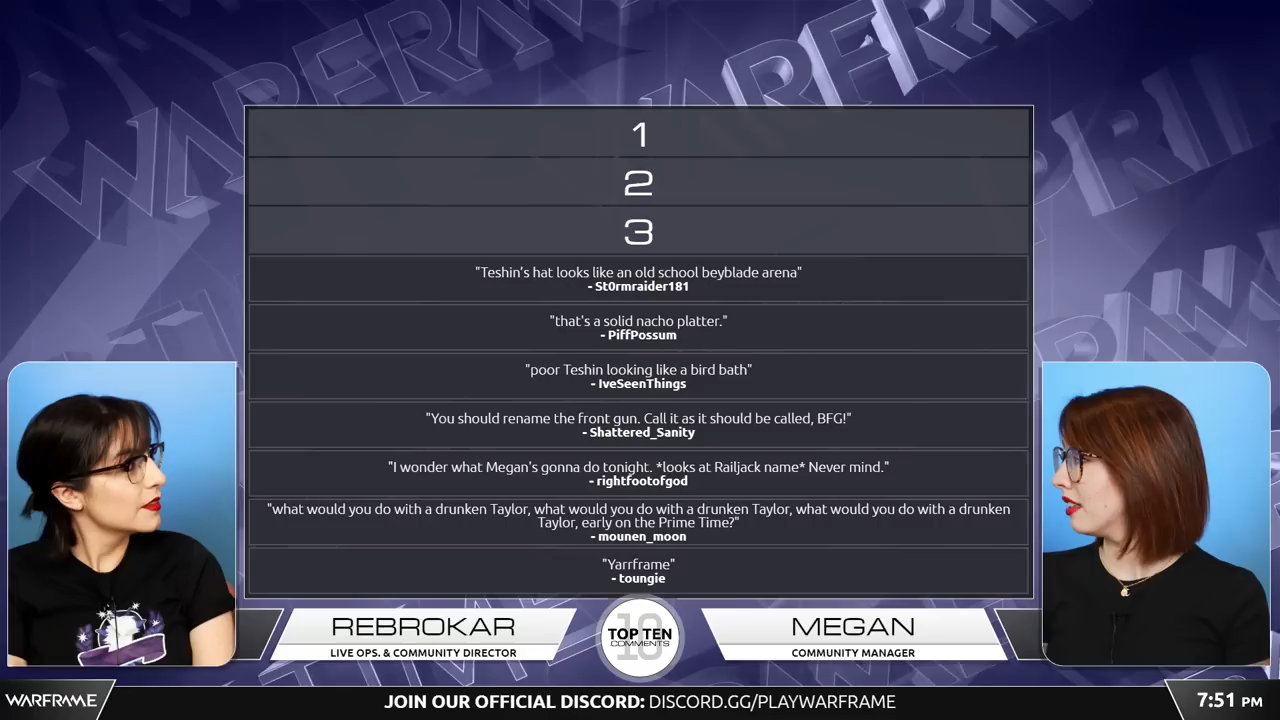 1
2
3
"Teshin's hat looks like an old school beyblade arena"
- St0rmraider181
"that's a solid nacho platter."
- PiffPossum
"poor Teshin looking like a bird bath"
- IveSeenThings
"You should rename the front gun. Call it as it should be called, BFG!"
- Shattered_Sanity
"I wonder what Megan's gonna do tonight. *looks at Railjack name* Never mind."
- rightfootofgod
"what would you do with a drunken Taylor, what would you do with a drunken Taylor, what would you do with a drunken
Taylor, early on the Prime Time?"
- mounen_moon
"Yarrframe"
- toungie
REBROKAR
LIVE OPS. & COMMUNITY DIRECTOR
10
TOP TEN
COMMENTS
MEGAN
COMMUNITY MANAGER
WARFRAME
JOIN OUR OFFICIAL DISCORD: DISCORD.GG/PLAYWARFRAME
7:51 PM